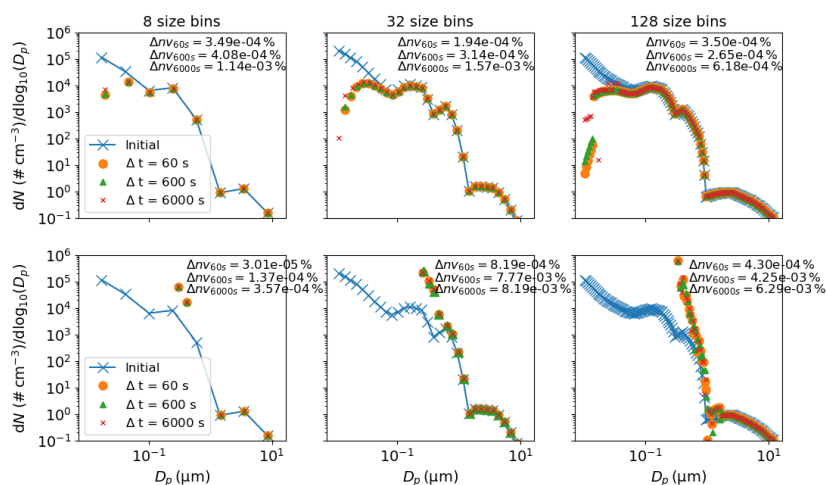 8 size bins
32 size bins
128 size bins
dN (# cm⁻³)/dlog₁₀(Dₚ)
10⁶
10⁵
10⁴
10³
10²
10¹
10⁰
10⁻¹
Δnv₆₀ₛ = 3.49e-04 %
Δnv₆₀₀ₛ = 4.08e-04 %
Δnv₆₀₀₀ₛ = 1.14e-03 %
Initial
Δ t = 60 s
Δ t = 600 s
Δ t = 6000 s
Δnv₆₀ₛ = 1.94e-04 %
Δnv₆₀₀ₛ = 3.14e-04 %
Δnv₆₀₀₀ₛ = 1.57e-03 %
Δnv₆₀ₛ = 3.50e-04 %
Δnv₆₀₀ₛ = 2.65e-04 %
Δnv₆₀₀₀ₛ = 6.18e-04 %
dN (# cm⁻³)/dlog₁₀(Dₚ)
10⁶
10⁵
10⁴
10³
10²
10¹
10⁰
10⁻¹
Δnv₆₀ₛ = 3.01e-05 %
Δnv₆₀₀ₛ = 1.37e-04 %
Δnv₆₀₀₀ₛ = 3.57e-04 %
Initial
Δ t = 60 s
Δ t = 600 s
Δ t = 6000 s
Δnv₆₀ₛ = 8.19e-04 %
Δnv₆₀₀ₛ = 7.77e-03 %
Δnv₆₀₀₀ₛ = 8.19e-03 %
Δnv₆₀ₛ = 4.30e-04 %
Δnv₆₀₀ₛ = 4.25e-03 %
Δnv₆₀₀₀ₛ = 6.29e-03 %
10⁻¹ 10¹
10⁻¹ 10¹
10⁻¹ 10¹
Dₚ (μm)
Dₚ (μm)
Dₚ (μm)